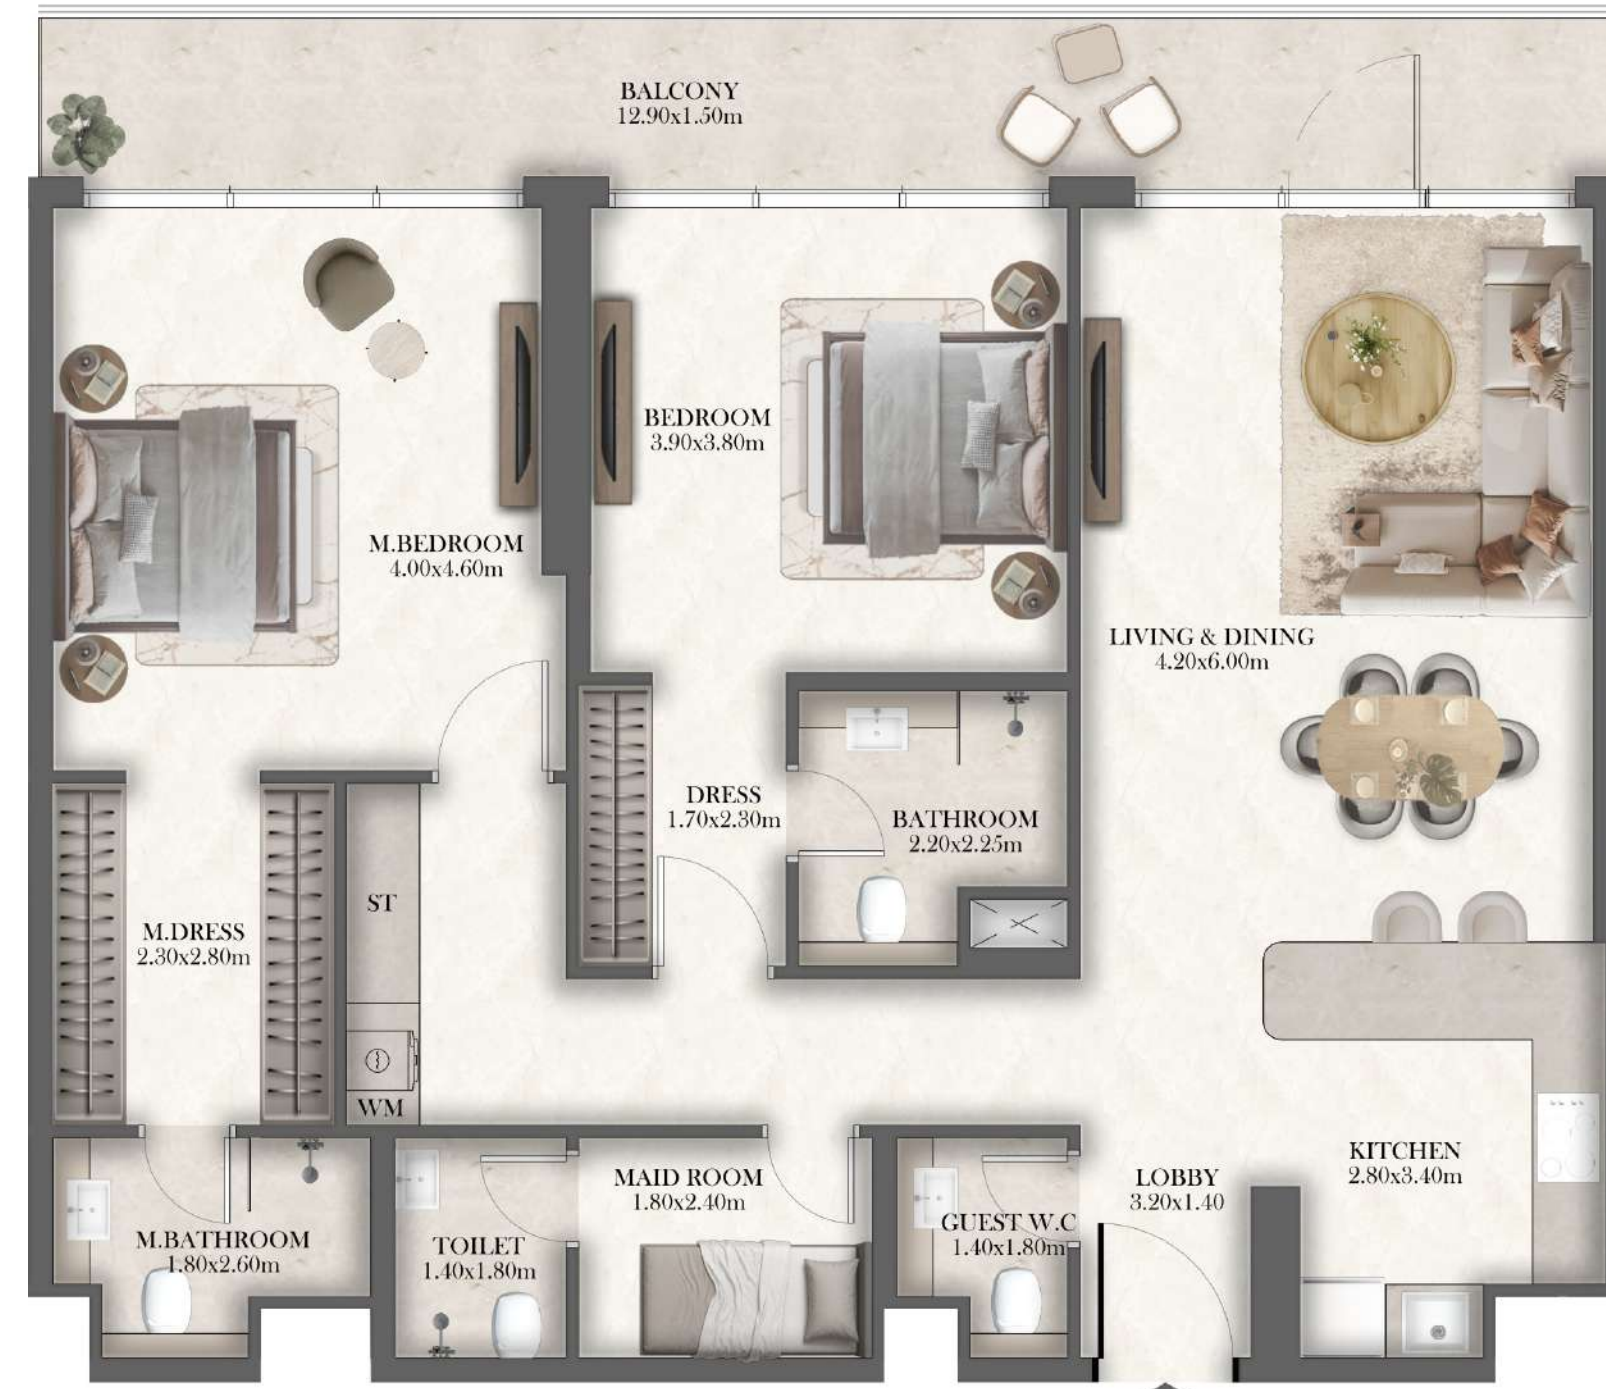 BALCONY
12.90x1.50m
BEDROOM
3.90x3.80m
M.BEDROOM
4.00x4.60m
LIVING & DINING
4.20x6.00m
DRESS
1.70x2.30m
BATHROOM
2.20x2.25m
ST
M.DRESS
2.30x2.80m
WM
KITCHEN
2.80x3.40m
MAID ROOM
1.80x2.40m
LOBBY
3.20x1.40
GUEST W.C
1.40x1.80m
M.BATHROOM
1.80x2.60m
TOILET
1.40x1.80m